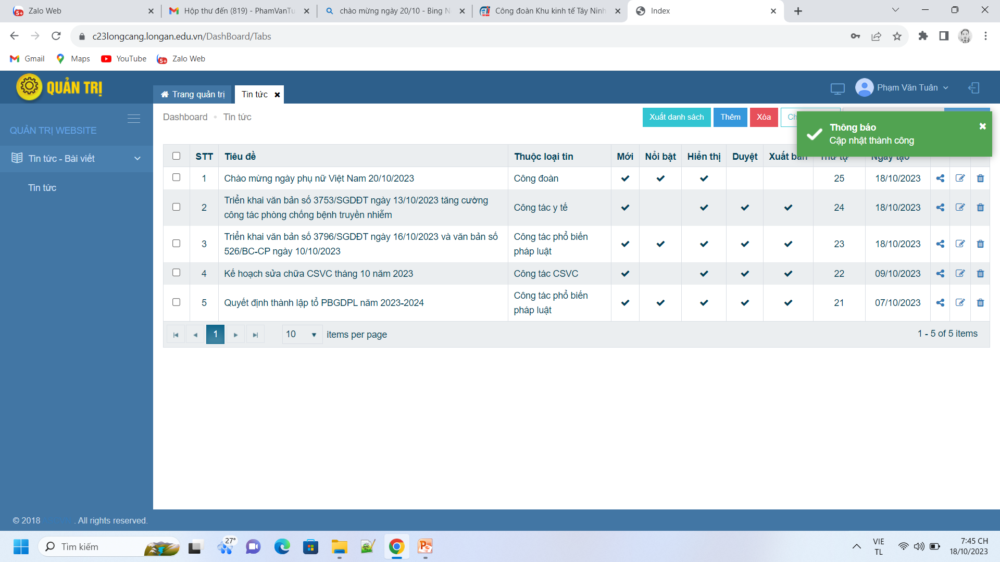 Zalo Web
Hộp thư đến (819) - PhamVanTu
chào mừng ngày 20/10 - Bing N
Công đoàn Khu kinh tế Tây Ninh
Index
c23longcang.longan.edu.vn/DashBoard/Tabs
Gmail
Maps
YouTube
5+
Zalo Web
QUẢN TRỊ
Trang quản trị
Tin tức
Phạm Văn Tuân
QUẢN TRỊ WEBSITE
Tin tức - Bài viết
Tin tức
Dashboard • Tin tức
Xuất danh sách
Thêm
Xóa
Thông báo
Cập nhật thành công
STT Tiêu đề Thuộc loại tin Mới Nổi bật Hiển thị Duyệt Xuất bản Thứ tự Ngày tạo
1 Chào mừng ngày phụ nữ Việt Nam 20/10/2023 Công đoàn 25 18/10/2023
2 Triển khai văn bản số 3753/SGDĐT ngày 13/10/2023 tăng cường
công tác phòng chống bệnh truyền nhiễm Công tác y tế 24 18/10/2023
3 Triển khai văn bản số 3796/SGDĐT ngày 16/10/2023 và văn bản số
526/BC-CP ngày 10/10/2023
Công tác phổ biến
pháp luật
23 18/10/2023
4 Kế hoạch sửa chữa CSVC tháng 10 năm 2023 Công tác CSVC 22 09/10/2023
5 Quyết định thành lập tổ PBGDPL năm 2023-2024
Công tác phổ biến
pháp luật
21 07/10/2023
1
10
items per page
1 - 5 of 5 items
© 2018 . All rights reserved.
Tìm kiếm
27°
VIE
TL
7:45 CH
18/10/2023